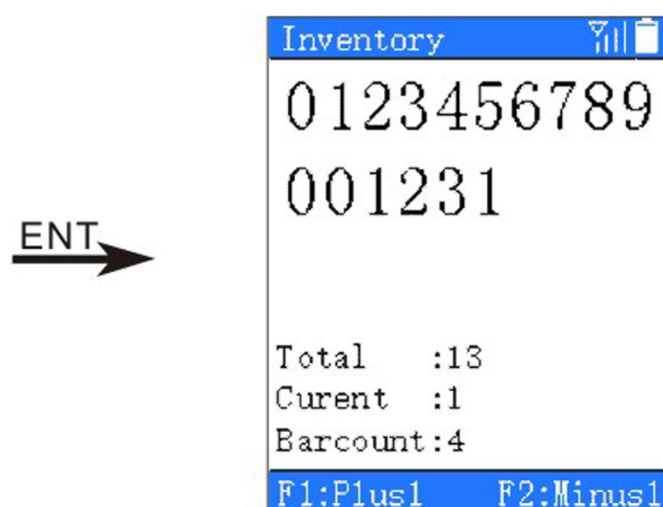 Inventory
0123456789
001231
ENT
Total :13
Curent :1
Barcount:4
F1:Plus1 F2:Minus1